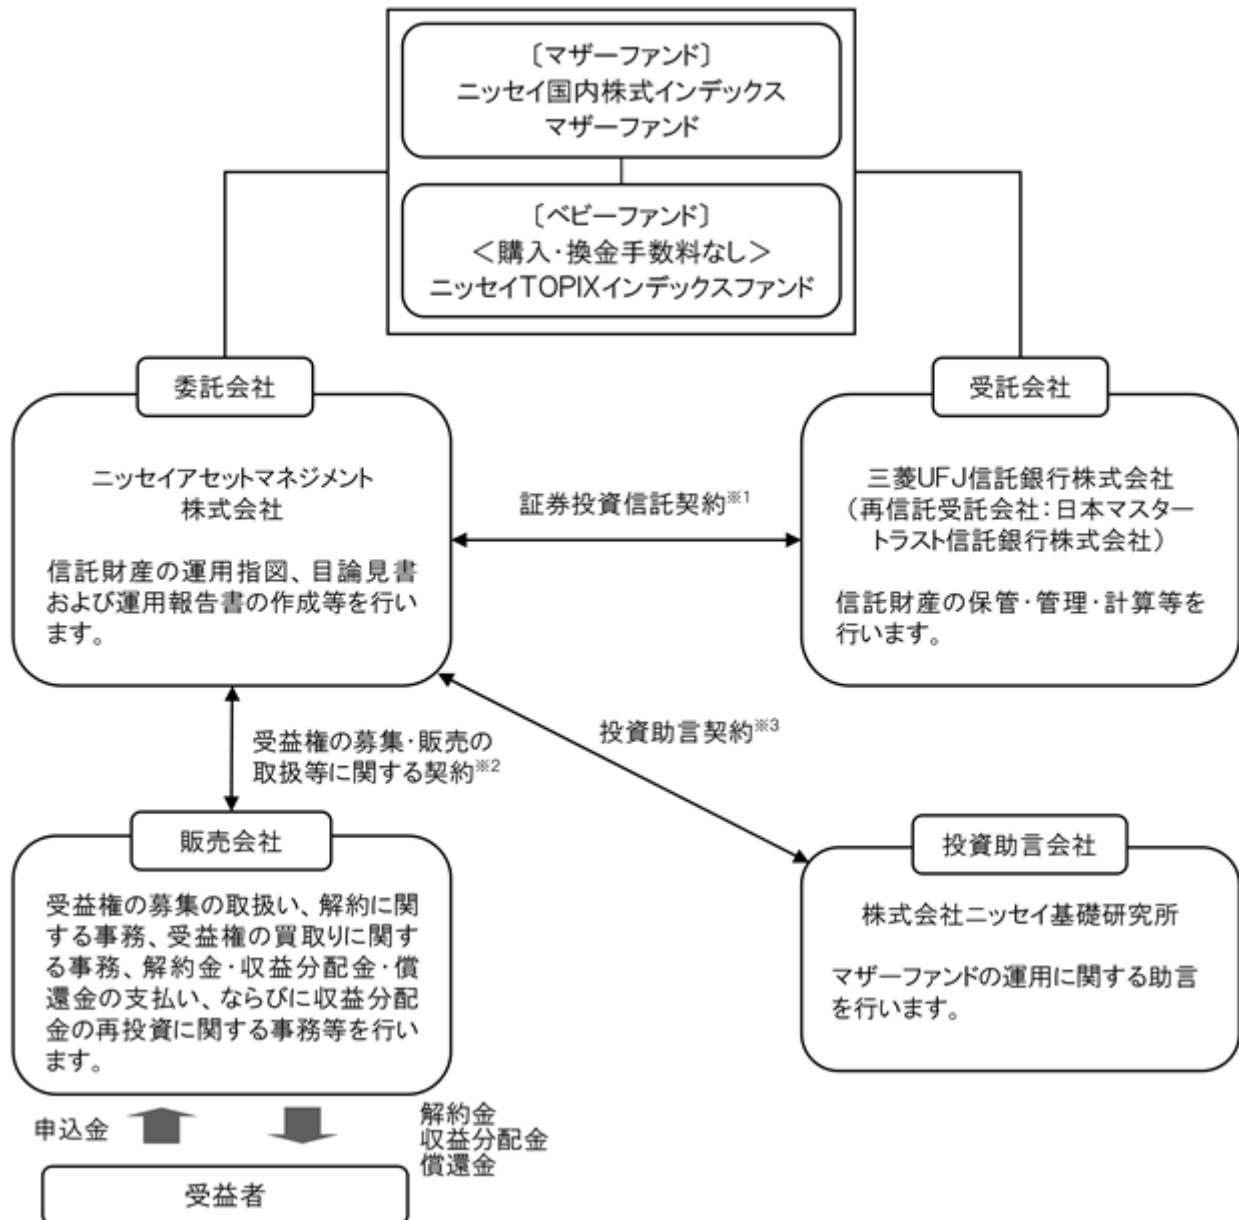 〔マザーファンド〕
ニッセイ国内株式インデックス
マザーファンド
〔ベビーファンド〕
＜購入・換金手数料なし＞
ニッセイTOPIXインデックスファンド
委託会社
ニッセイアセットマネジメント
株式会社
信託財産の運用指図、目論見書
および運用報告書の作成等を行い
ます。
証券投資信託契約※1
受託会社
三菱UFJ信託銀行株式会社
（再信託受託会社：日本マスター
トラスト信託銀行株式会社）
信託財産の保管・管理・計算等を
行います。
受益権の募集・販売の
取扱等に関する契約※2
投資助言契約※3
販売会社
受益権の募集の取扱い、解約に関
する事務、受益権の買取りに関す
る事務、解約金・収益分配金・償
還金の支払い、ならびに収益分配
金の再投資に関する事務等を行い
ます。
投資助言会社
株式会社ニッセイ基礎研究所
マザーファンドの運用に関する助言
を行います。
申込金
解約金
収益分配金
償還金
受益者